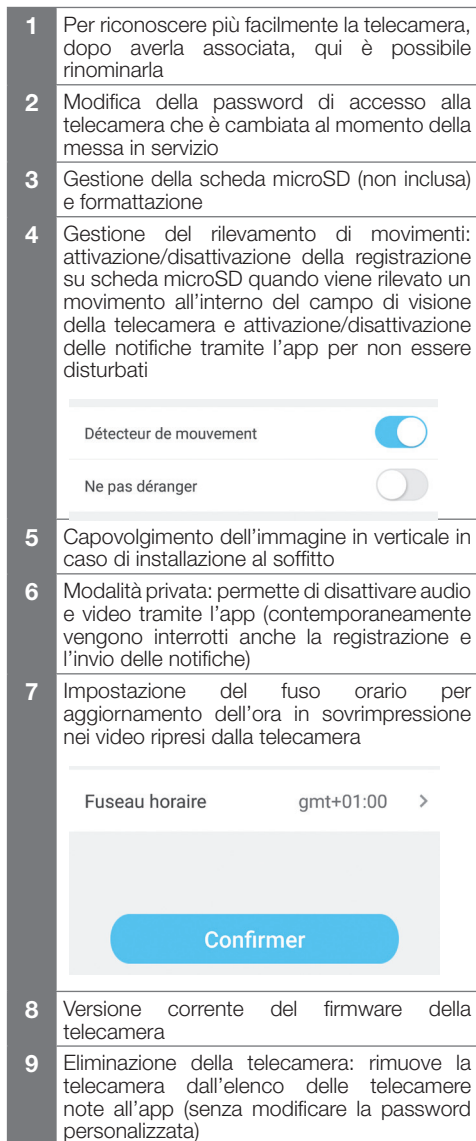 1 Per riconoscere più facilmente la telecamera,
dopo averla associata, qui è possibile
rinominarla
2 Modifica della password di accesso alla
telecamera che è cambiata al momento della
messa in servizio
3 Gestione della scheda microSD (non inclusa)
e formattazione
4 Gestione del rilevamento di movimenti:
attivazione/disattivazione della registrazione
su scheda microSD quando viene rilevato un
movimento all'interno del campo di visione
della telecamera e attivazione/disattivazione
delle notifiche tramite l'app per non essere
disturbati
Détecteur de mouvement
Ne pas déranger
5 Capovolgimento dell'immagine in verticale in
caso di installazione al soffitto
6 Modalità privata: permette di disattivare audio
e video tramite l'app (contemporaneamente
vengono interrotti anche la registrazione e
l'invio delle notifiche)
7 Impostazione del fuso orario per
aggiornamento dell'ora in sovrimpressione
nei video ripresi dalla telecamera
Fuseau horaire gmt+01:00 >
Confirmer
8 Versione corrente del firmware della
telecamera
9 Eliminazione della telecamera: rimuove la
telecamera dall'elenco delle telecamere
note all'app (senza modificare la password
personalizzata)